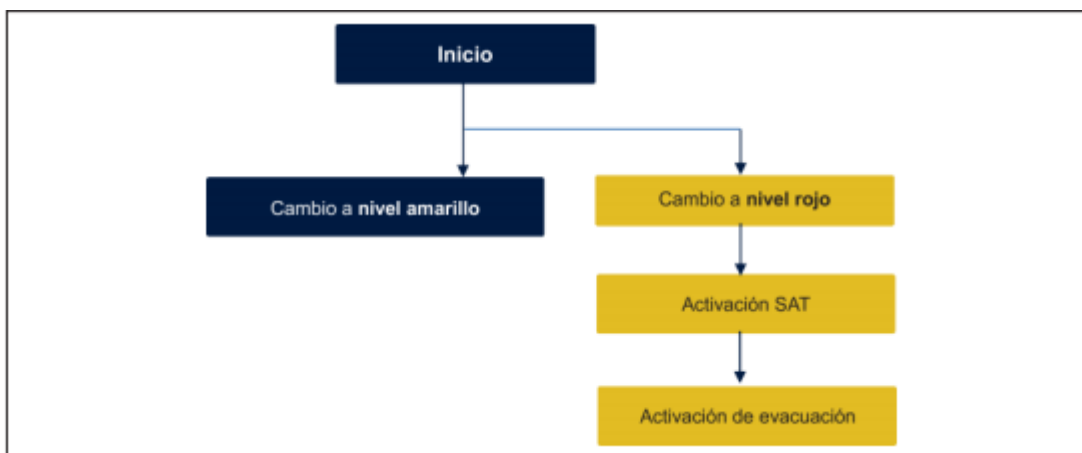 Inicio
Cambio a nivel amarillo
Cambio a nivel rojo
Activación SAT
Activación de evacuación